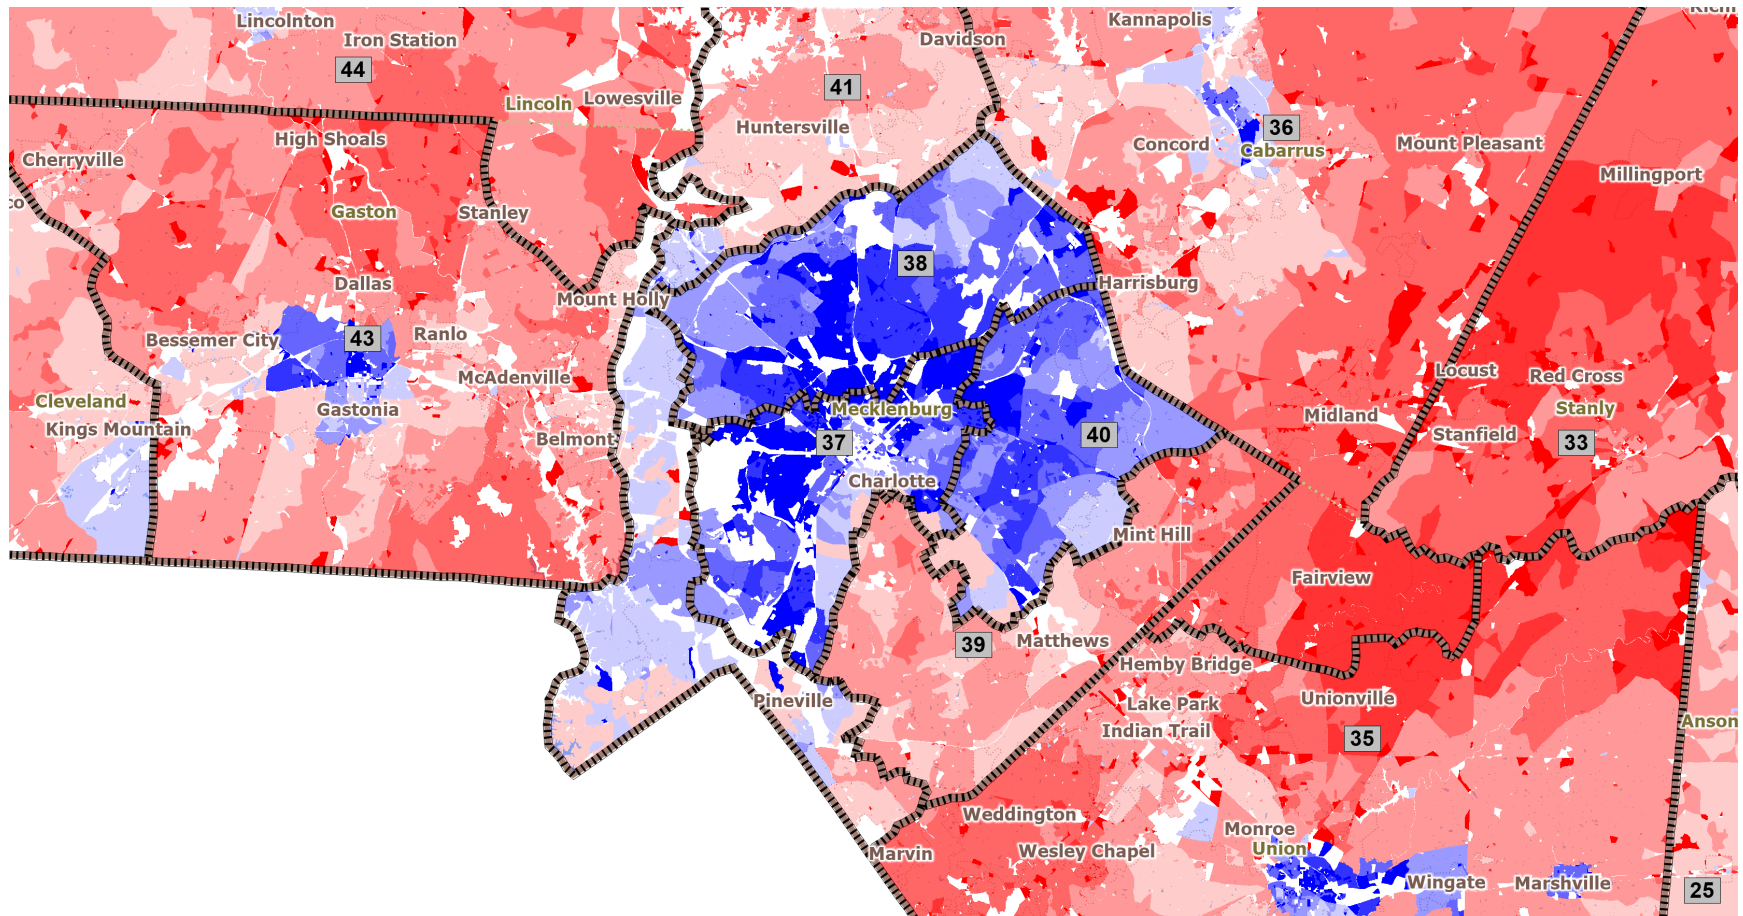 Lincolnton
Kannapolis
Iron Station
Davidson
44
41
Lincoln
Lowesville
Huntersville
36
High Shoals
Concord
Cabarrus
Mount Pleasant
Cherryville
Millingport
Gaston
Stanley
38
Dallas
Mount Holly
Harrisburg
Bessemer City
43
Ranlo
McAdenville
Locust
Red Cross
Cleveland
Gastonia
Mecklenburg
Midland
Stanly
Kings Mountain
Belmont
37
40
Stanfield
33
Charlotte
Mint Hill
Fairview
39
Matthews
Hemby Bridge
Pineville
Lake Park
Unionville
Indian Trail
35
Anson
Weddington
Monroe
Marvin
Wesley Chapel
Union
Wingate
Marshville
25